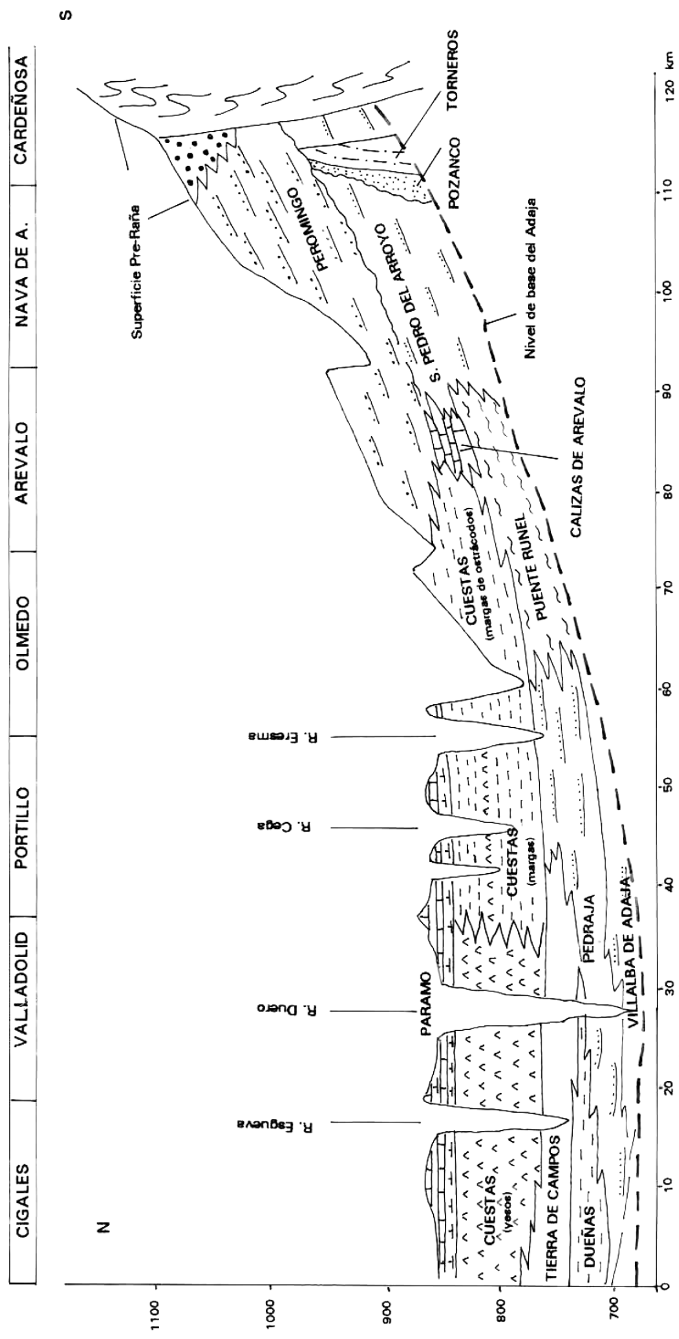 CIGALES
VALLADOLID
PORTILLO
OLMEDO
AREVALO
NAVA DE A.
CARDEÑOSA
N
S
1100
1000
900
800
700
R. Esgueva
R. Duero
R. Cega
R. Eresma
Superficie Pre-Raña
PARAMO
CUESTAS
(yesos)
CUESTAS
(margas)
CUESTAS
(margas de ostrácodos)
TIERRA DE CAMPOS
DUEÑAS
PEDRAJA
VILLALBA DE ADAJA
PUENTE RUNEL
CALIZAS DE AREVALO
S. PEDRO DEL ARROYO
PEROMINGO
POZANCO
TORNEROS
Nivel de base del Adaja
0
10
20
30
40
50
60
70
80
90
100
110
120 km